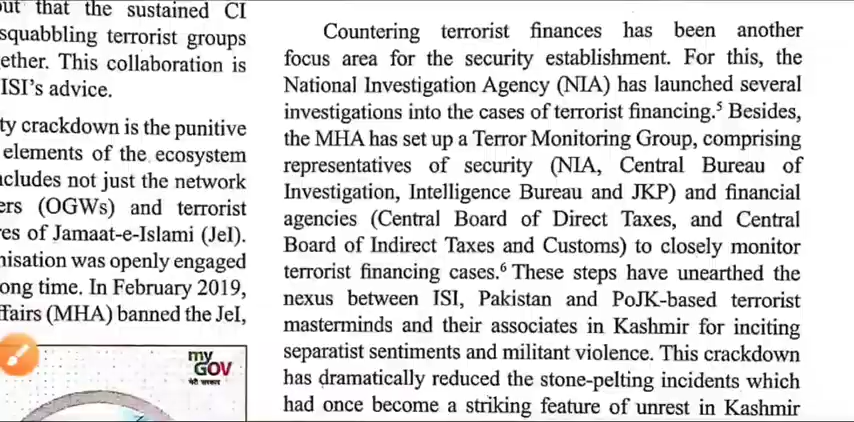 out that the sustained CI
squabbling terrorist groups
ether. This collaboration is
ISI's advice.
ty crackdown is the punitive
elements of the ecosystem
ncludes not just the network
ers (OGWs) and terrorist
res of Jamaat-e-Islami (JeI).
nisation was openly engaged
ong time. In February 2019,
ffairs (MHA) banned the JeI,
my
GOV
मेरी सरकार
Countering terrorist finances has been another
focus area for the security establishment. For this, the
National Investigation Agency (NIA) has launched several
investigations into the cases of terrorist financing.⁵ Besides,
the MHA has set up a Terror Monitoring Group, comprising
representatives of security (NIA, Central Bureau of
Investigation, Intelligence Bureau and JKP) and financial
agencies (Central Board of Direct Taxes, and Central
Board of Indirect Taxes and Customs) to closely monitor
terrorist financing cases.⁶ These steps have unearthed the
nexus between ISI, Pakistan and PoJK-based terrorist
masterminds and their associates in Kashmir for inciting
separatist sentiments and militant violence. This crackdown
has dramatically reduced the stone-pelting incidents which
had once become a striking feature of unrest in Kashmir